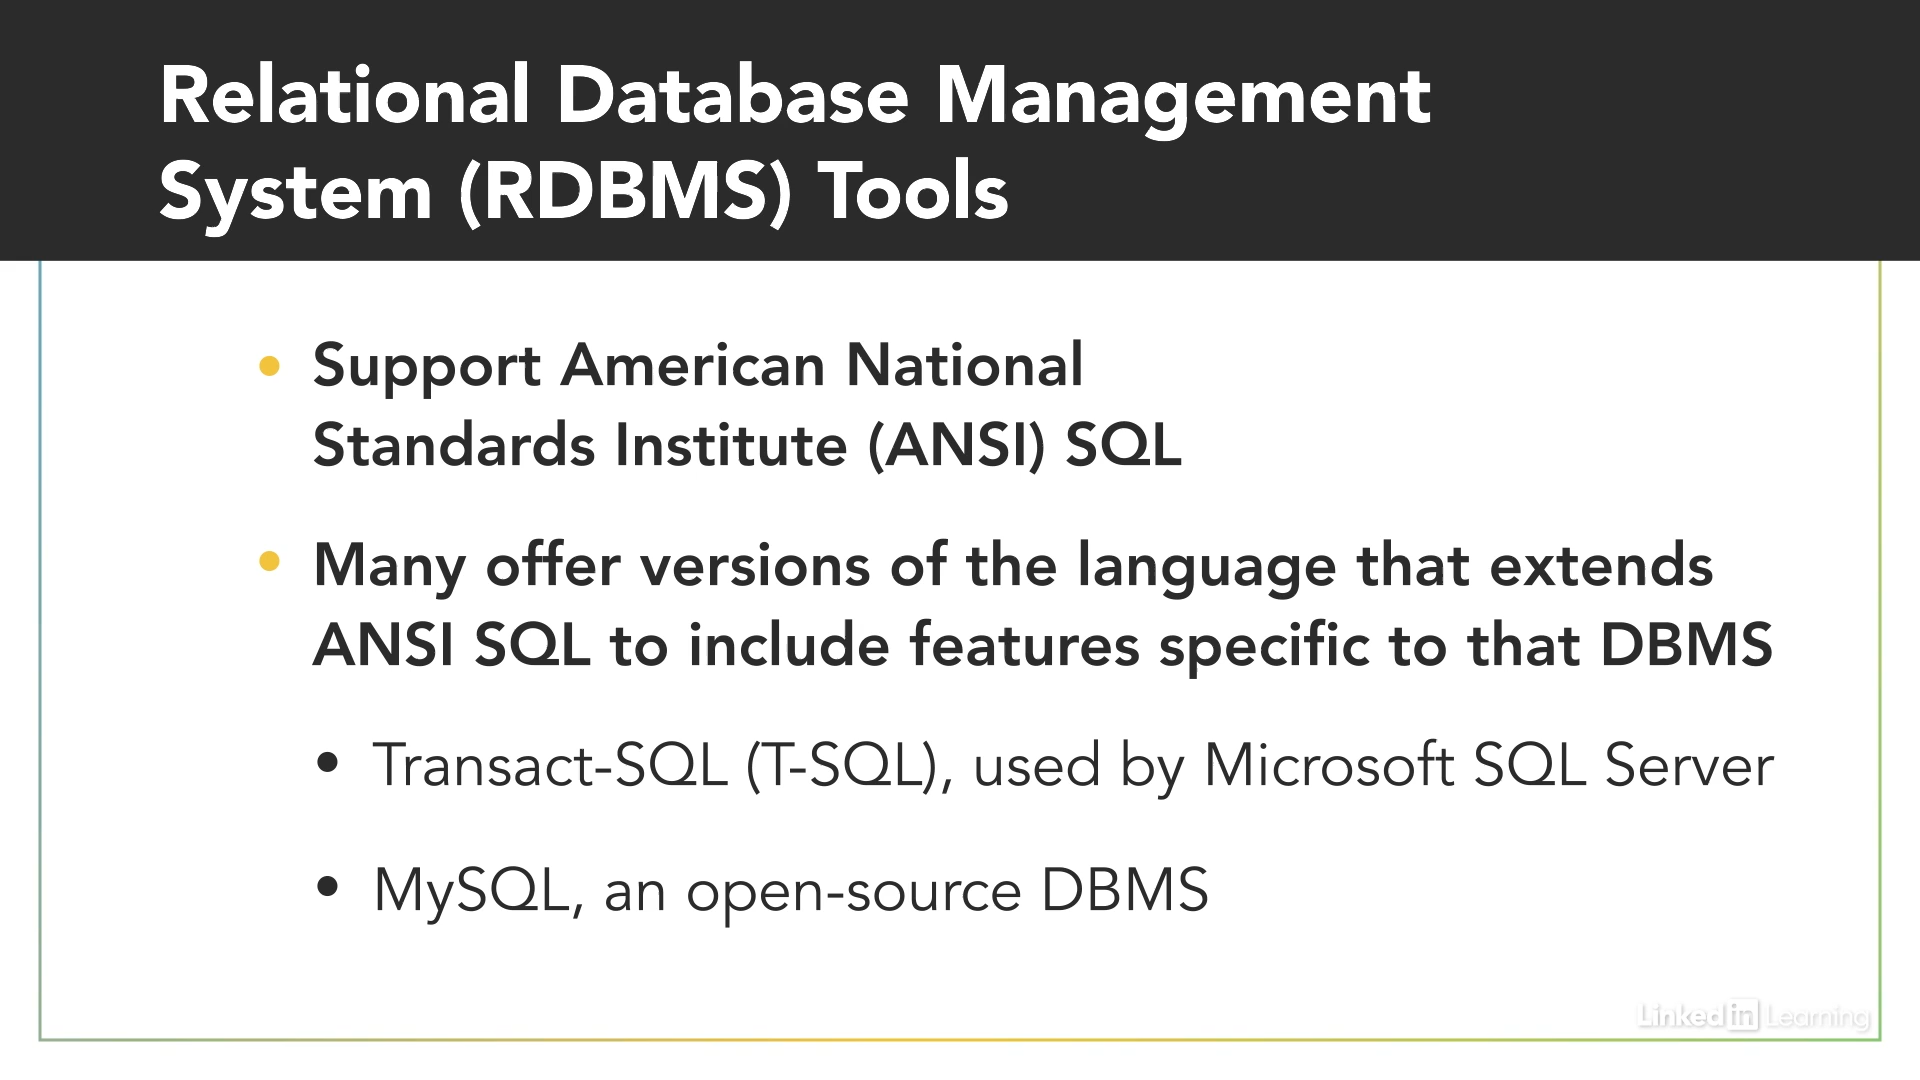 Relational Database Management
System (RDBMS) Tools
• Support American National
Standards Institute (ANSI) SQL
• Many offer versions of the language that extends
ANSI SQL to include features specific to that DBMS
• Transact-SQL (T-SQL), used by Microsoft SQL Server
• MySQL, an open-source DBMS
Linked in Learning